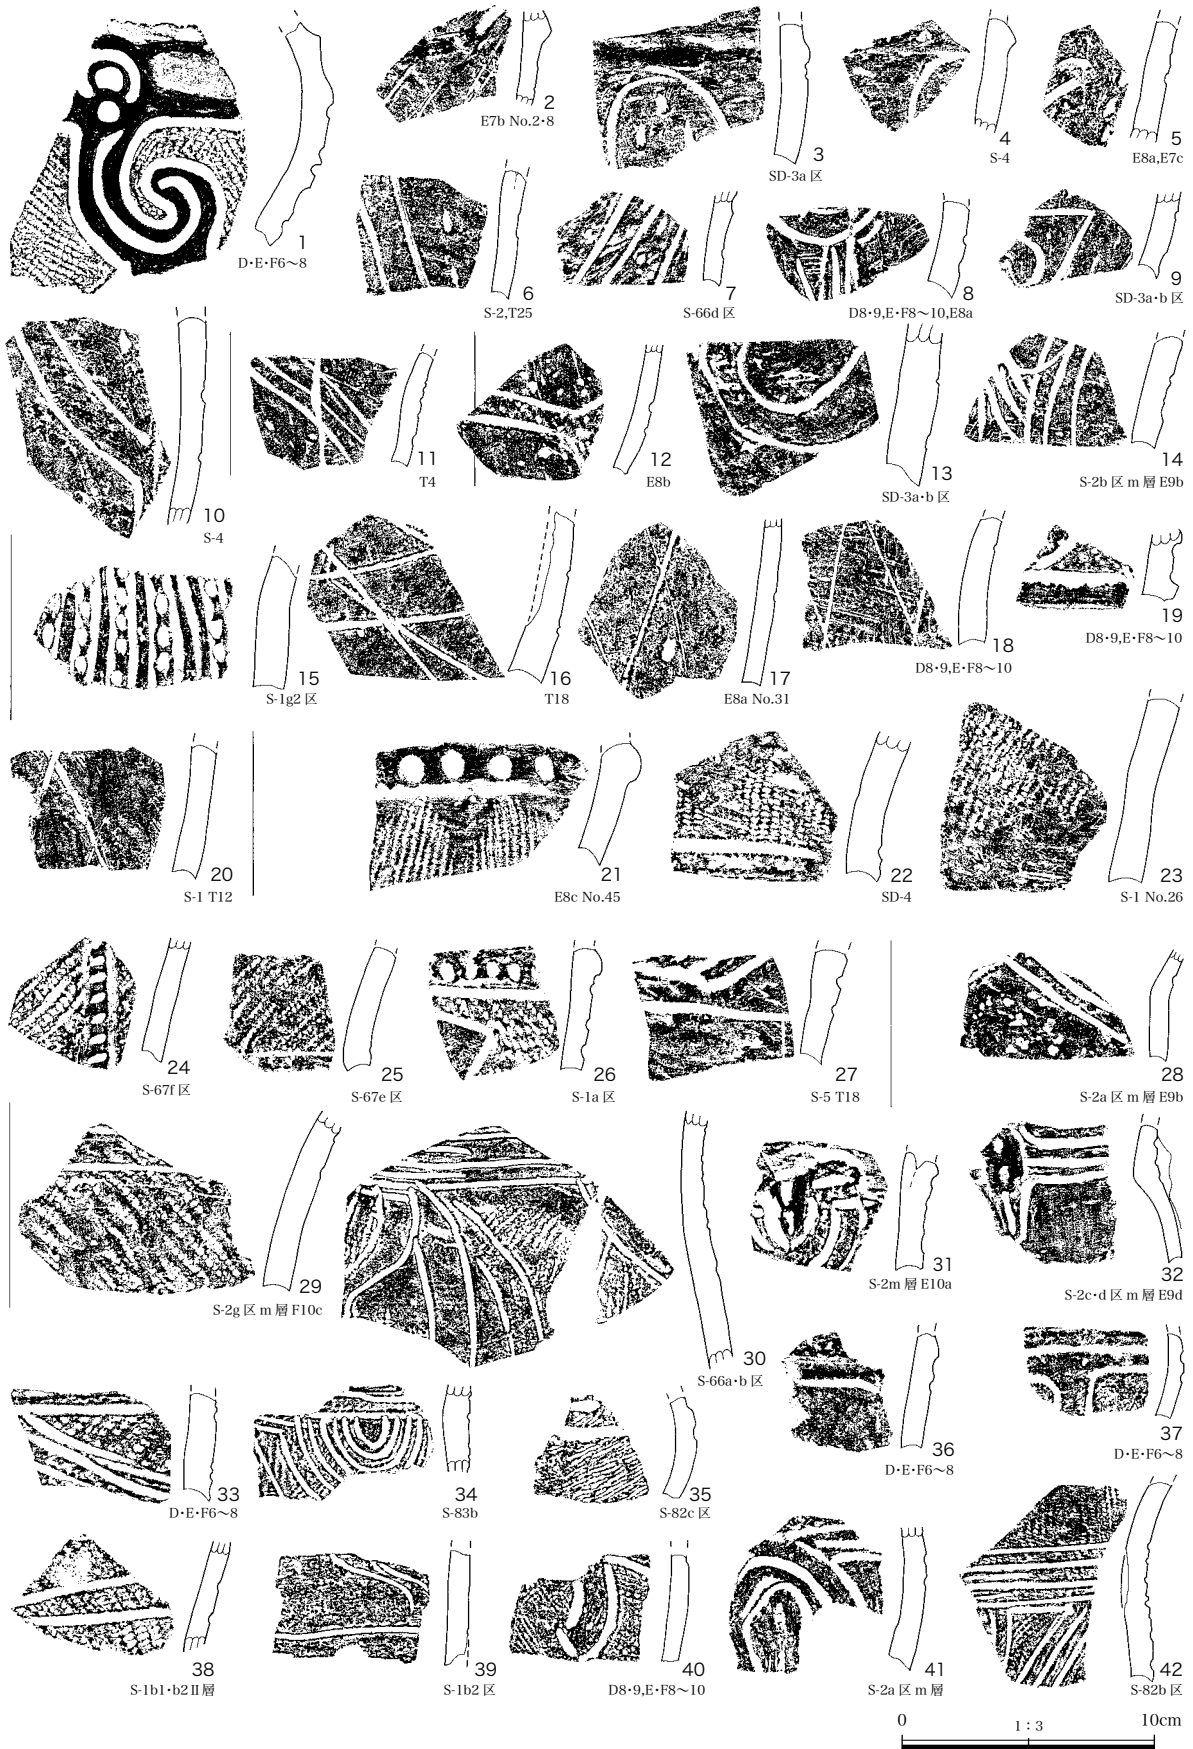 1
D・E・F6〜8
2
E7b No.2・8
3
SD-3a 区
4
S-4
5
E8a,E7c
6
S-2,T25
7
S-66d 区
8
D8・9,E・F8〜10,E8a
9
SD-3a・b 区
10
S-4
11
T4
12
E8b
13
SD-3a・b 区
14
S-2b 区 m 層 E9b
15
S-1g2 区
16
T18
17
E8a No.31
18
D8・9,E・F8〜10
19
D8・9,E・F8〜10
20
S-1 T12
21
E8c No.45
22
SD-4
23
S-1 No.26
24
S-67f 区
25
S-67e 区
26
S-1a 区
27
S-5 T18
28
S-2a 区 m 層 E9b
29
S-2g 区 m 層 F10c
30
S-66a・b 区
31
S-2m 層 E10a
32
S-2c・d 区 m 層 E9d
33
D・E・F6〜8
34
S-83b
35
S-82c 区
36
D・E・F6〜8
37
D・E・F6〜8
38
S-1b1・b2 II 層
39
S-1b2 区
40
D8・9,E・F8〜10
41
S-2a 区 m 層
42
S-82b 区
0 1：3 10cm